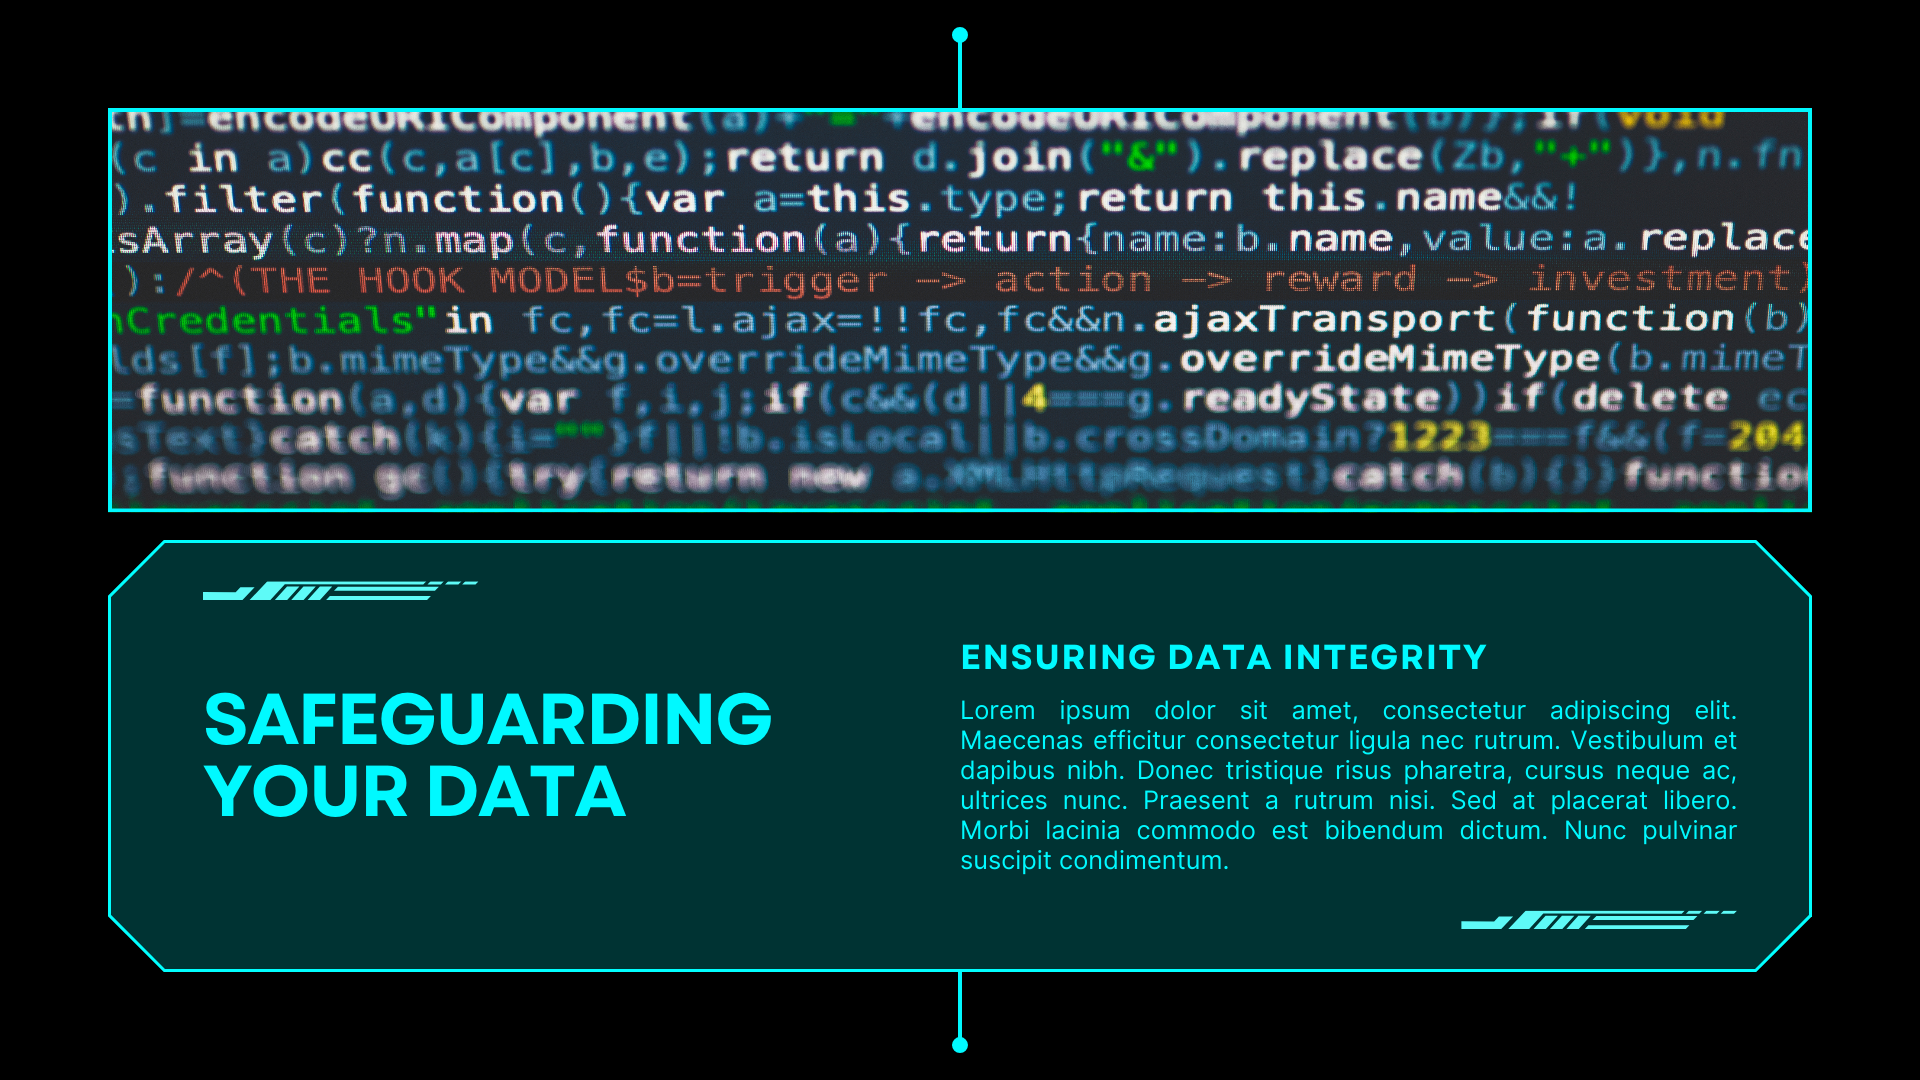 th]=encodeURIComponent(a)+"="+encodeURIComponent(b)},if(void
(c in a)cc(c,a[c],b,e);return d.join("&").replace(Zb,"+")},n.fn
).filter(function(){var a=this.type;return this.name&&!
sArray(c)?n.map(c,function(a){return{name:b.name,value:a.replace
):/^(THE HOOK MODEL$b=trigger —> action —> reward —> investment)
nCredentials"in fc,fc=l.ajax=!!fc,fc&&n.ajaxTransport(function(b)
lds[f];b.mimeType&&g.overrideMimeType&&g.overrideMimeType(b.mimeT
=function(a,d){var f,i,j;if(c&&(d||4===g.readyState))if(delete ec
sText}catch(k){i=""}f||!b.isLocal||b.crossDomain?1223===f&&(f=204
;function gc(){try{return new a.XMLHttpRequest}catch(b){}}functio
SAFEGUARDING
YOUR DATA
ENSURING DATA INTEGRITY
Lorem ipsum dolor sit amet, consectetur adipiscing elit.
Maecenas efficitur consectetur ligula nec rutrum. Vestibulum et
dapibus nibh. Donec tristique risus pharetra, cursus neque ac,
ultrices nunc. Praesent a rutrum nisi. Sed at placerat libero.
Morbi lacinia commodo est bibendum dictum. Nunc pulvinar
suscipit condimentum.